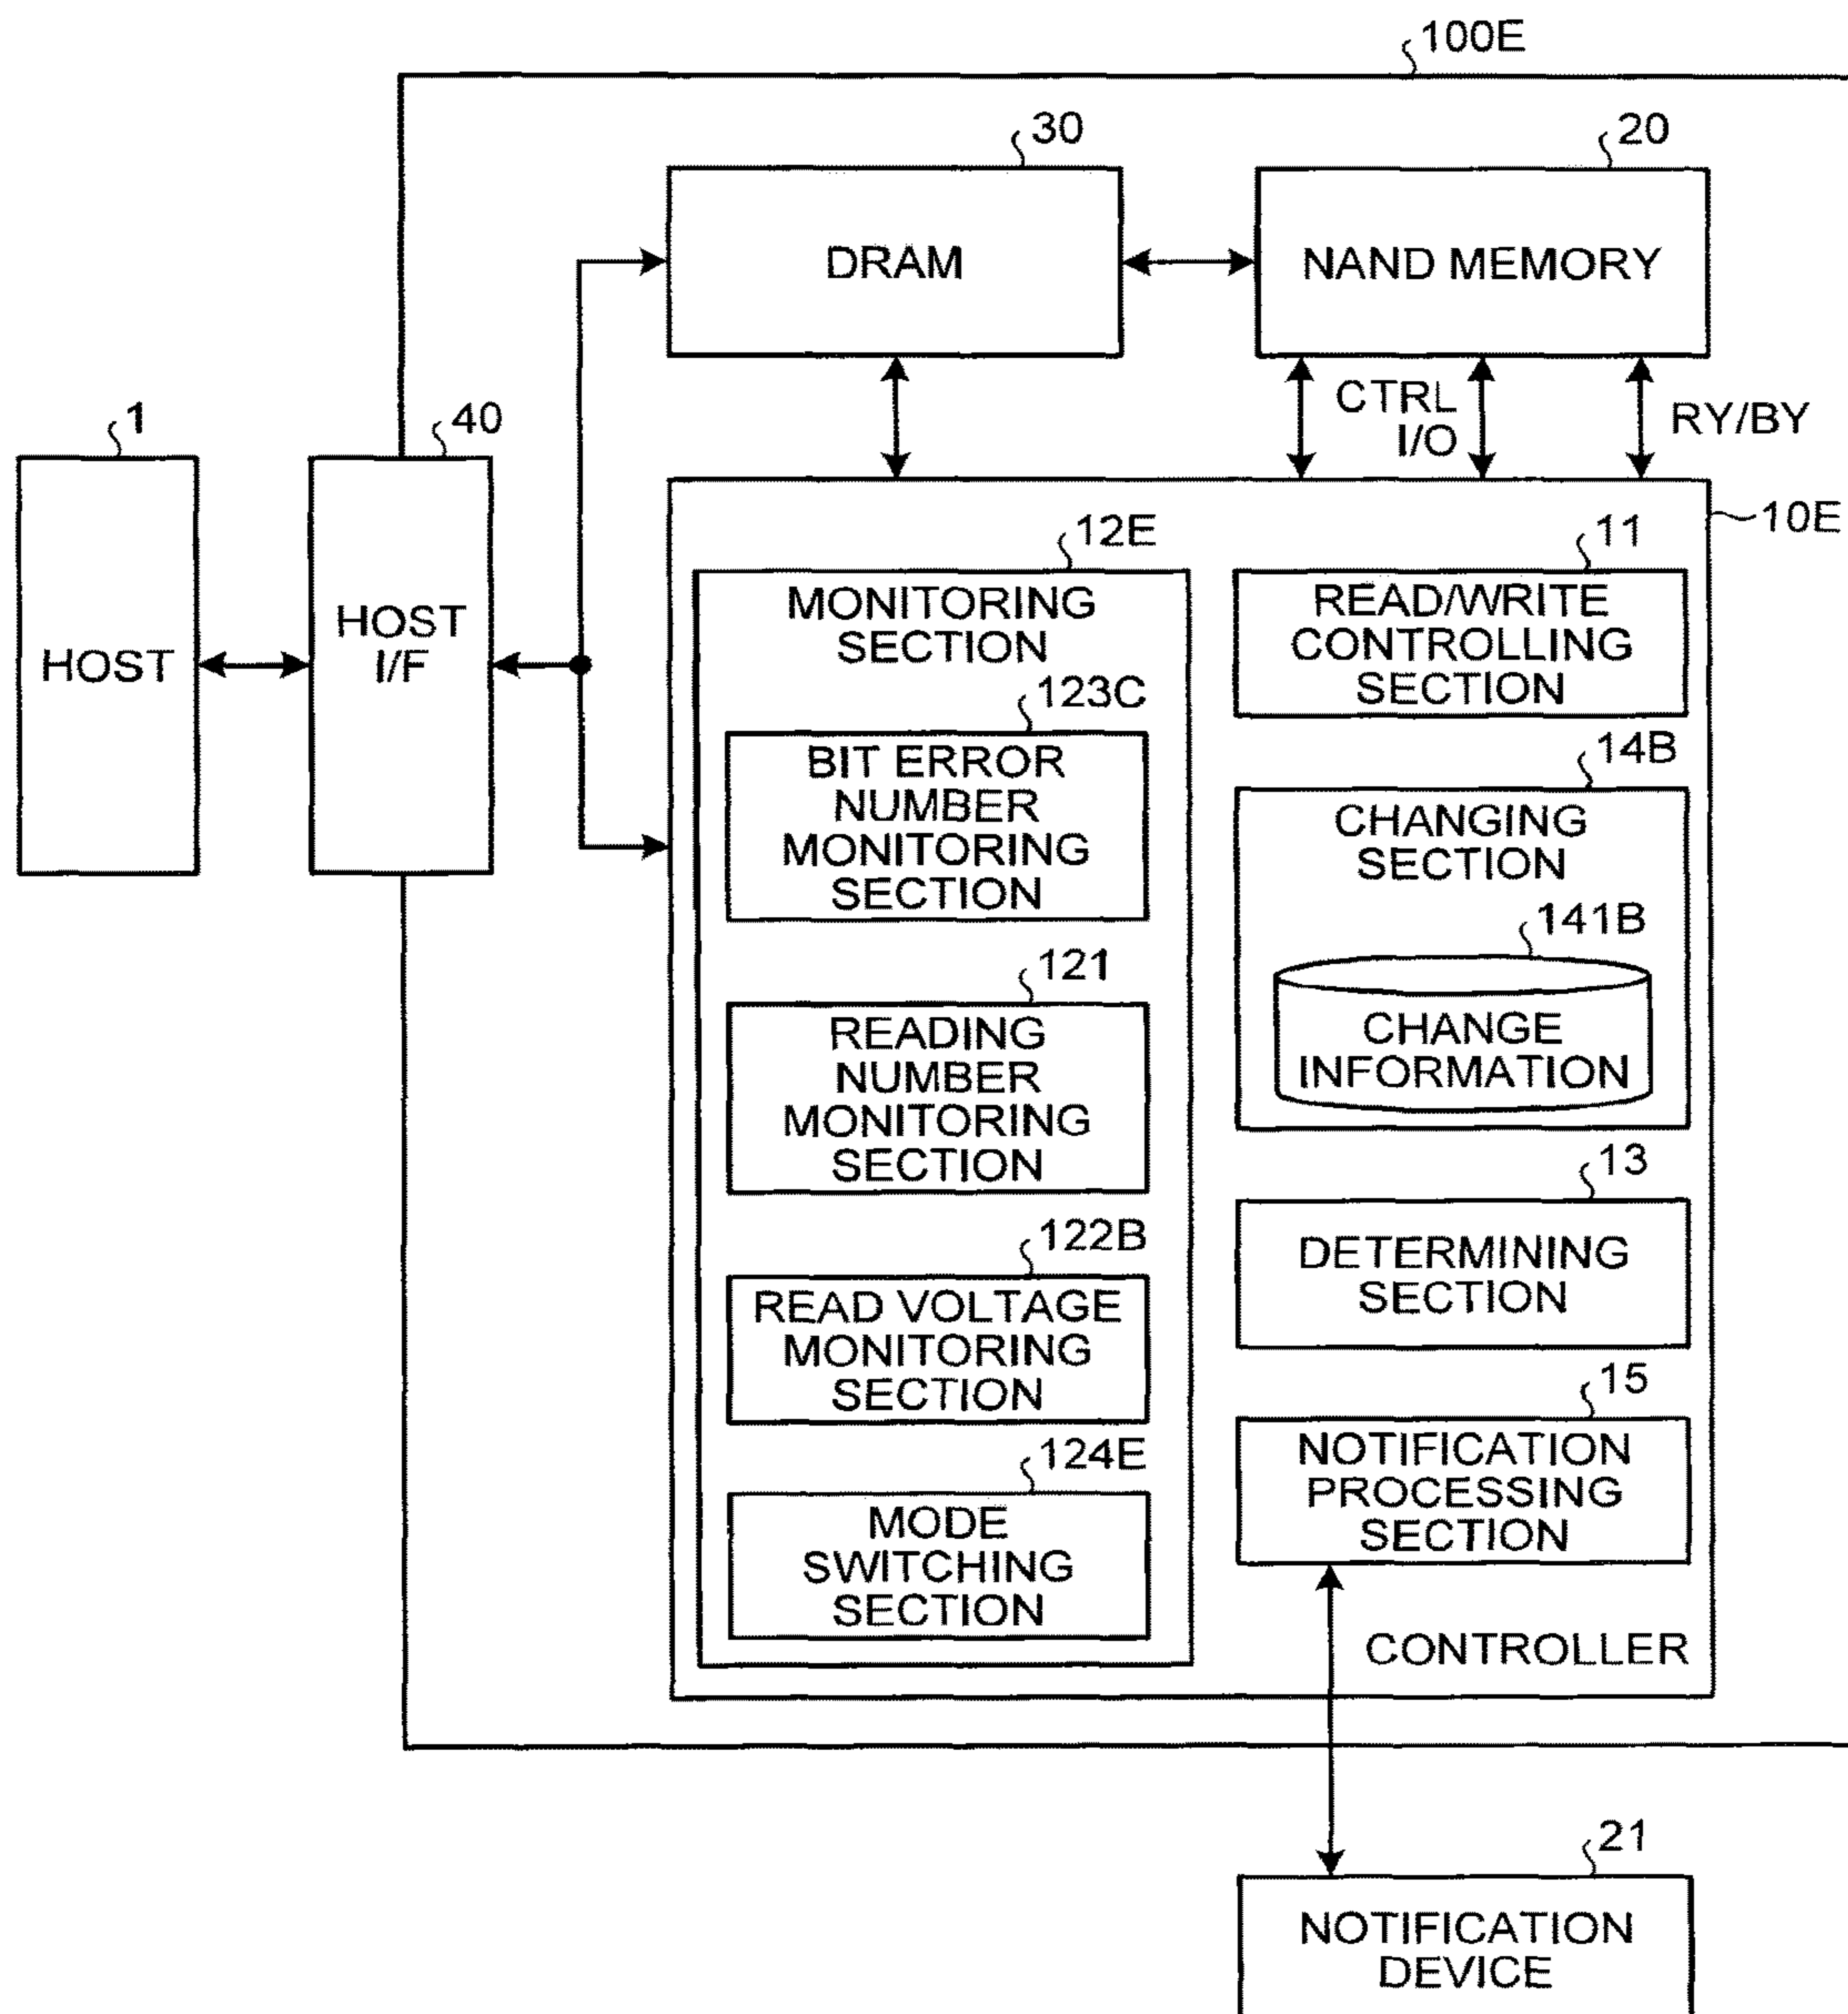 100E
30
20
DRAM
NAND MEMORY
CTRL
I/O
RY/BY
1
40
HOST
HOST
I/F
10E
12E
MONITORING
SECTION
123C
BIT ERROR
NUMBER
MONITORING
SECTION
121
READING
NUMBER
MONITORING
SECTION
122B
READ VOLTAGE
MONITORING
SECTION
124E
MODE
SWITCHING
SECTION
11
READ/WRITE
CONTROLLING
SECTION
14B
CHANGING
SECTION
141B
CHANGE
INFORMATION
13
DETERMINING
SECTION
15
NOTIFICATION
PROCESSING
SECTION
CONTROLLER
21
NOTIFICATION
DEVICE